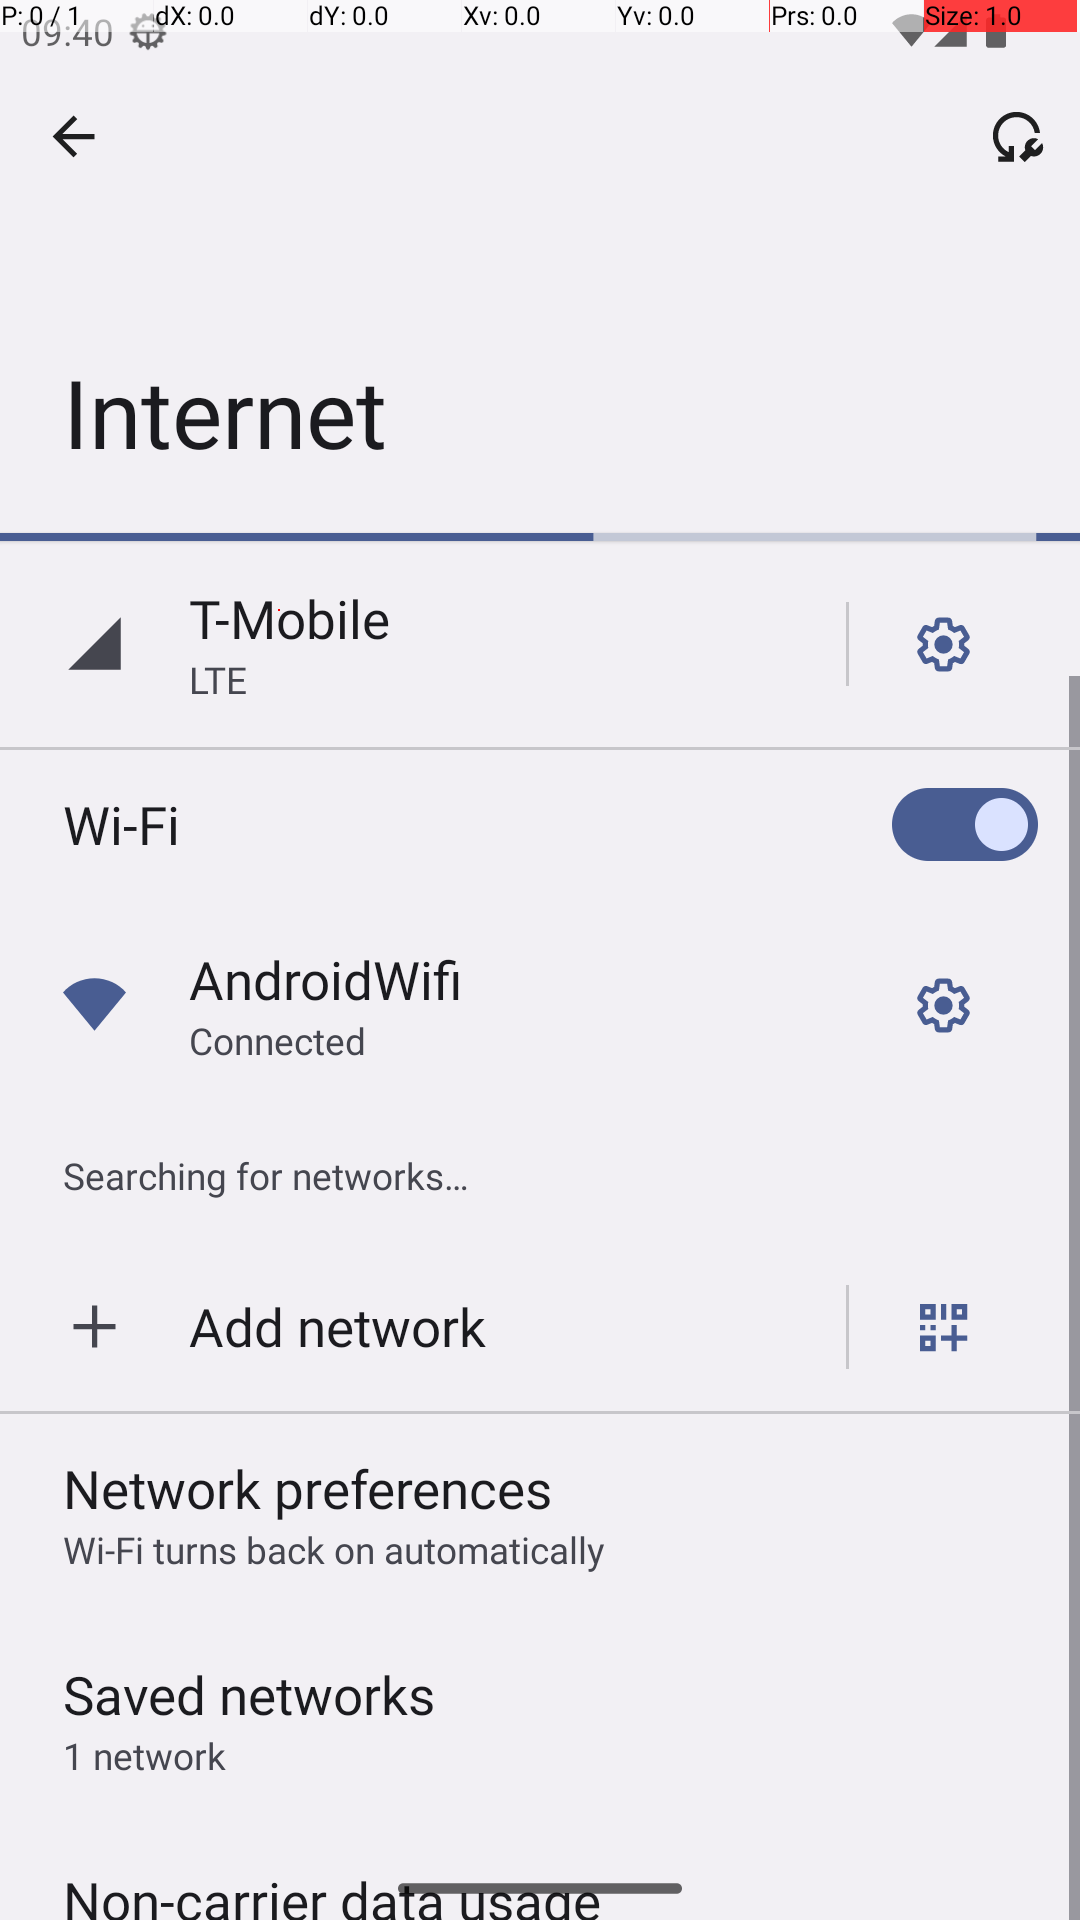 P: 0 / 1 dX: 0.0 dY: 0.0 Xv: 0.0 Yv: 0.0 Prs: 0.0 Size: 1.0
09:40
Internet
T-Mobile
LTE
Wi-Fi
AndroidWifi
Connected
Searching for networks…
Add network
Network preferences
Wi-Fi turns back on automatically
Saved networks
1 network
Non-carrier data usage